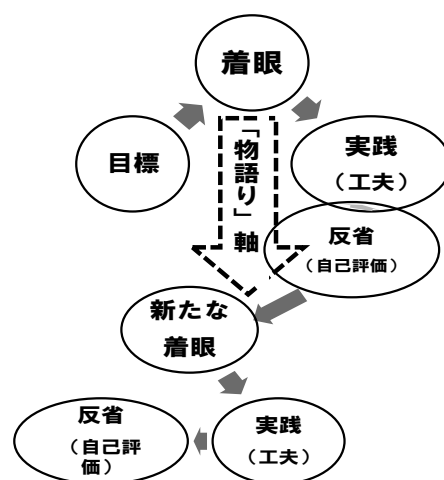 着眼
目標
「物語り」軸
実践
（工夫）
反省
（自己評価）
新たな
着眼
実践
（工夫）
反省
（自己評
価）